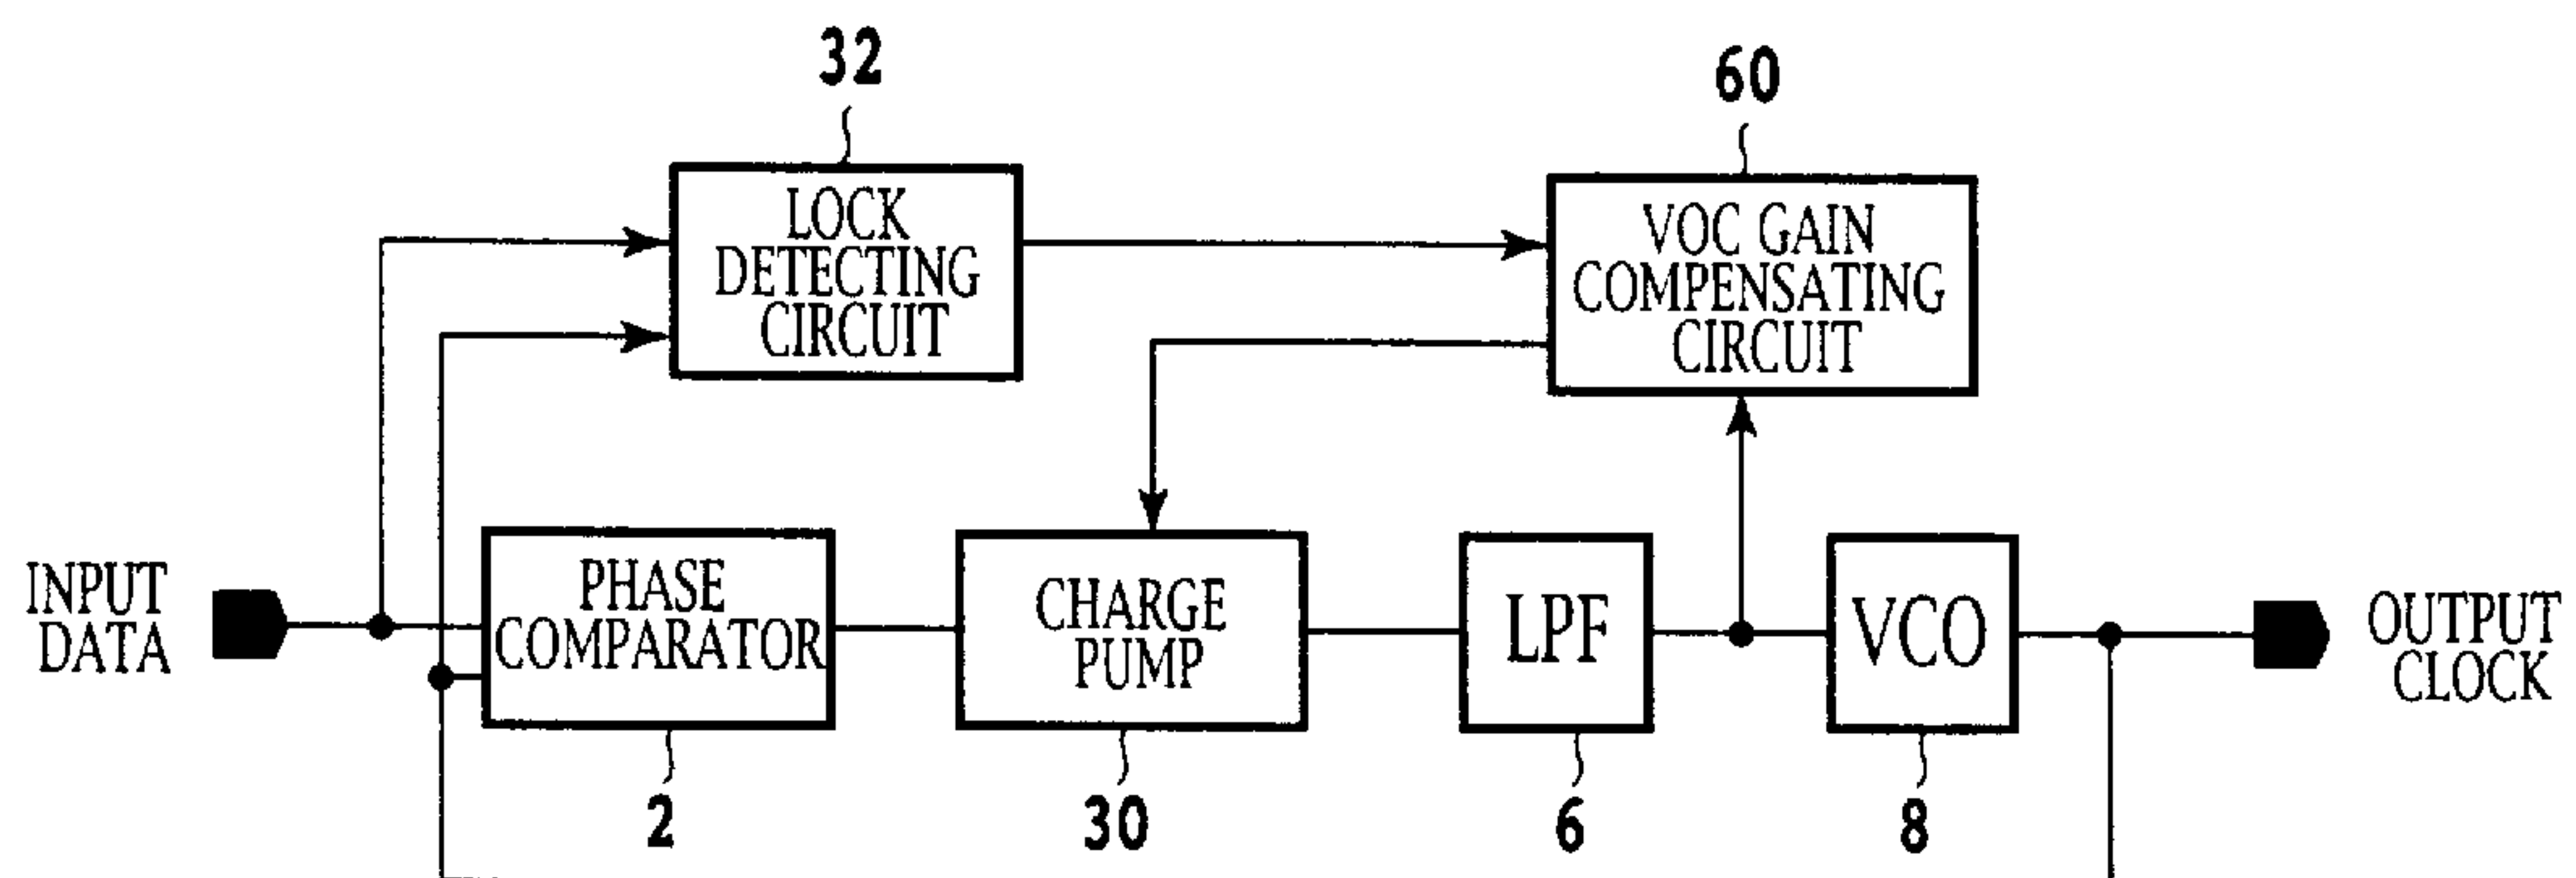 32
60
LOCK
DETECTING
CIRCUIT
VOC GAIN
COMPENSATING
CIRCUIT
INPUT
DATA
PHASE
COMPARATOR
CHARGE
PUMP
LPF
VCO
OUTPUT
CLOCK
2
30
6
8